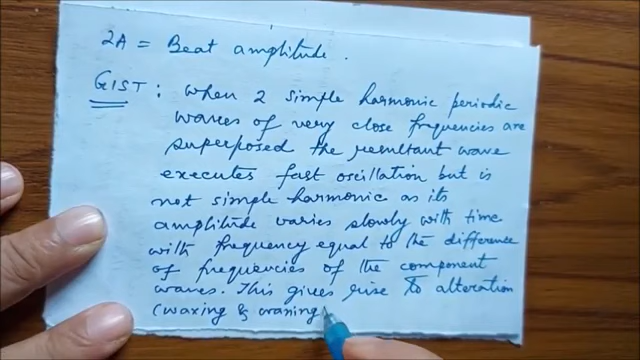 2A = Beat amplitude.
GIST: When 2 simple harmonic periodic
waves of very close frequencies are
superposed the resultant wave
executes fast oscillation but is
not simple harmonic as its
amplitude varies slowly with time
with frequency equal to the difference
of frequencies of the component
waves. This gives rise to alteration
(waxing & waning